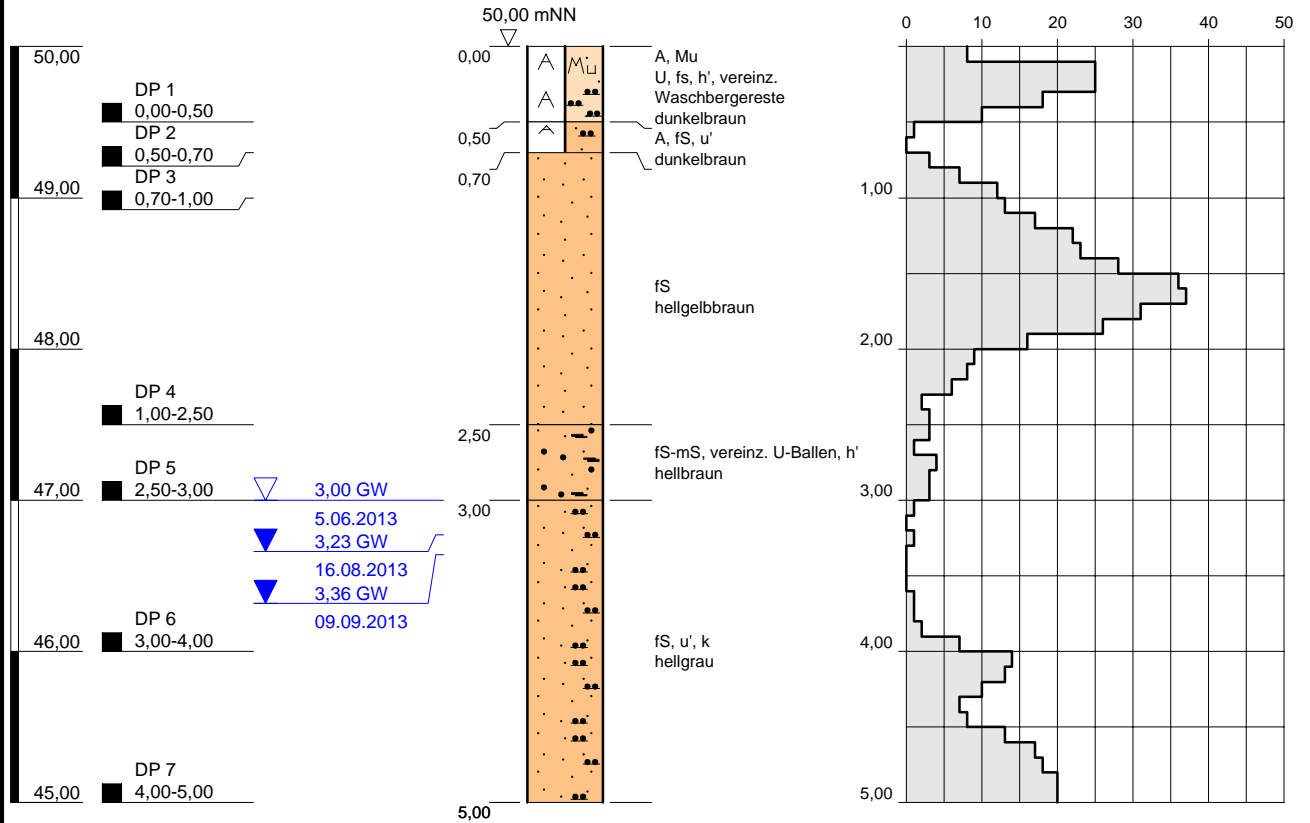 50,00 mNN
0 10 20 30 40 50
50,00
DP 1
0,00-0,50
DP 2
0,50-0,70
49,00
DP 3
0,70-1,00
48,00
DP 4
1,00-2,50
47,00
DP 5
2,50-3,00
3,00 GW
5.06.2013
3,23 GW
16.08.2013
3,36 GW
09.09.2013
46,00
DP 6
3,00-4,00
45,00
DP 7
4,00-5,00
0,00
0,50
0,70
2,50
3,00
5,00
A
A
A
Mu
A, Mu
U, fs, h', vereinz.
Waschbergereste
dunkelbraun
A, fS, u'
dunkelbraun
fS
hellgelbbraun
fS-mS, vereinz. U-Ballen, h'
hellbraun
fS, u', k
hellgrau
1,00
2,00
3,00
4,00
5,00